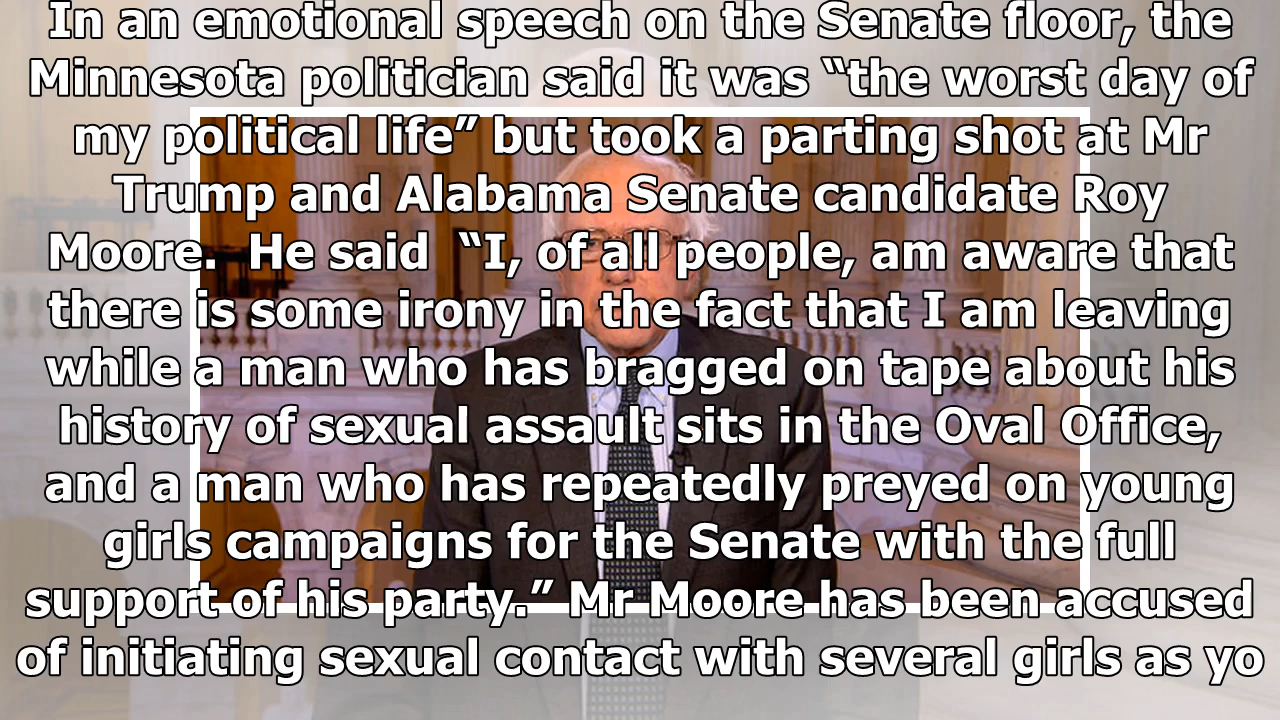 In an emotional speech on the Senate floor, the
Minnesota politician said it was “the worst day of
my political life” but took a parting shot at Mr
Trump and Alabama Senate candidate Roy
Moore.  He said  “I, of all people, am aware that
there is some irony in the fact that I am leaving
while a man who has bragged on tape about his
history of sexual assault sits in the Oval Office,
and a man who has repeatedly preyed on young
girls campaigns for the Senate with the full
support of his party.” Mr Moore has been accused
of initiating sexual contact with several girls as yo